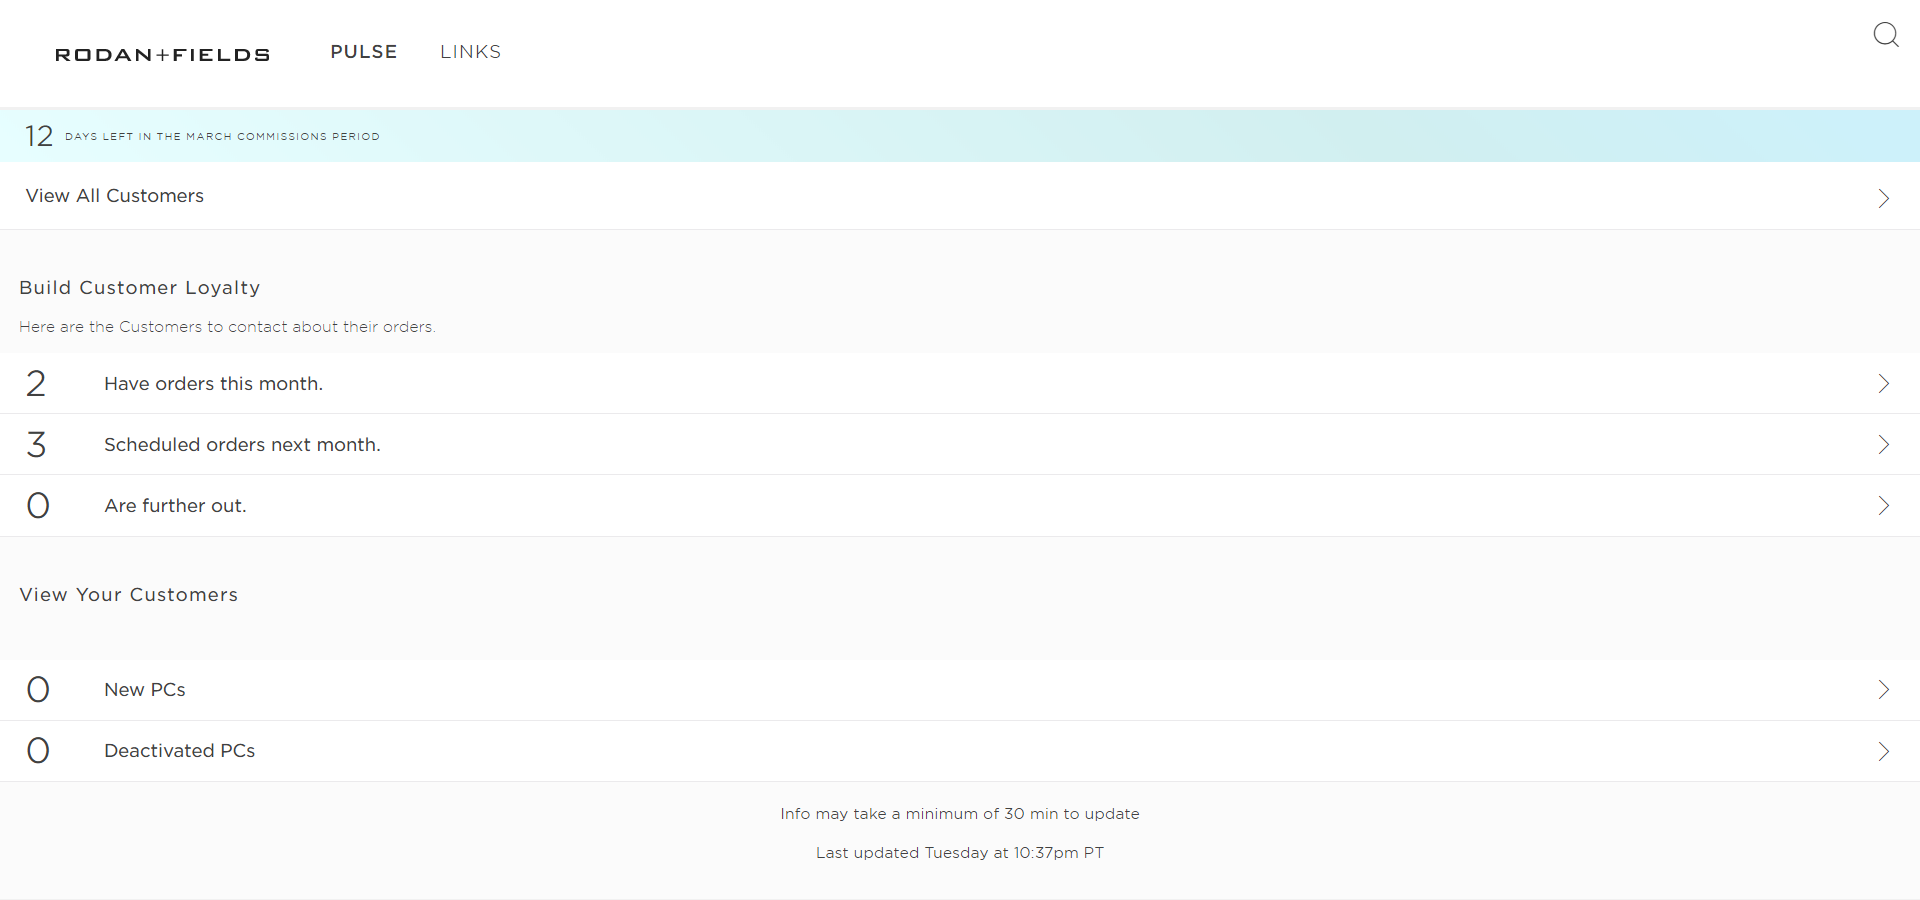 RODAN+FIELDS PULSE LINKS
12 DAYS LEFT IN THE MARCH COMMISSIONS PERIOD
View All Customers
Build Customer Loyalty
Here are the Customers to contact about their orders.
2 Have orders this month.
3 Scheduled orders next month.
0 Are further out.
View Your Customers
0 New PCs
0 Deactivated PCs
Info may take a minimum of 30 min to update
Last updated Tuesday at 10:37pm PT